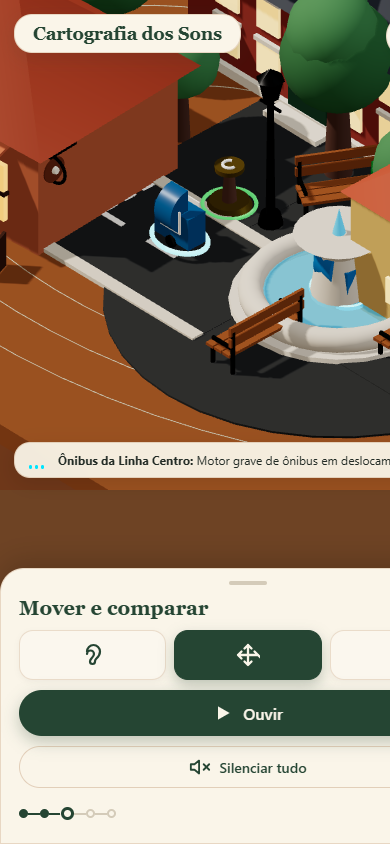 Cartografia dos Sons
Ônibus da Linha Centro: Motor grave de ônibus em deslocam
Mover e comparar
Ouvir
Silenciar tudo